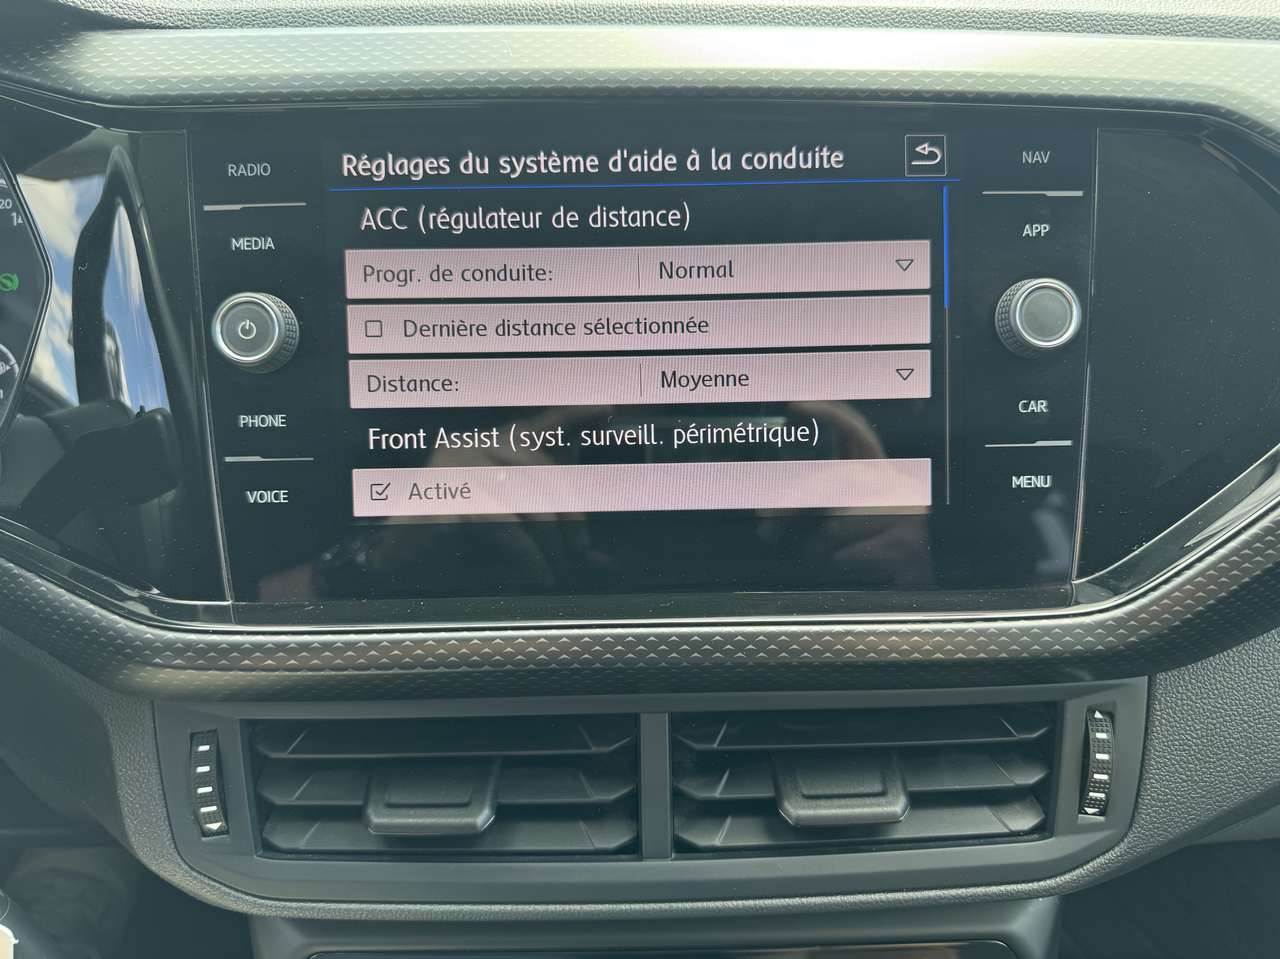 RADIO
MEDIA
PHONE
VOICE
Réglages du système d'aide à la conduite
ACC (régulateur de distance)
Progr. de conduite: Normal
Dernière distance sélectionnée
Distance: Moyenne
Front Assist (syst. surveill. périmétrique)
Activé
NAV
APP
CAR
MENU
20